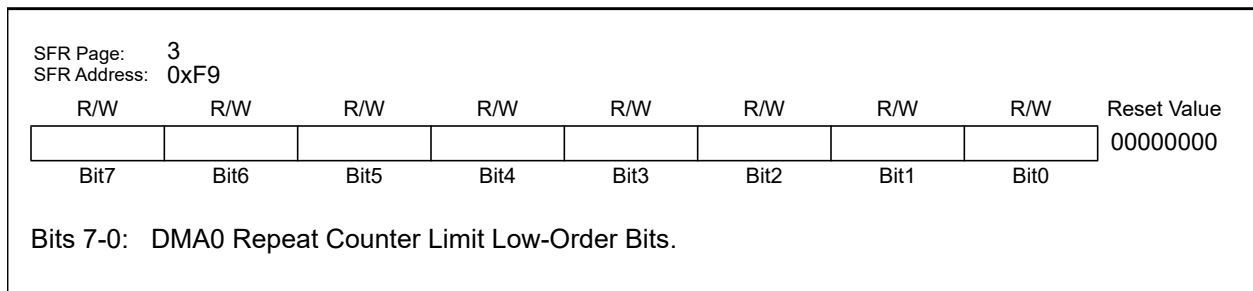 SFR Page: 3
SFR Address: 0xF9
R/W R/W R/W R/W R/W R/W R/W R/W Reset Value
00000000
Bit7 Bit6 Bit5 Bit4 Bit3 Bit2 Bit1 Bit0
Bits 7-0: DMA0 Repeat Counter Limit Low-Order Bits.